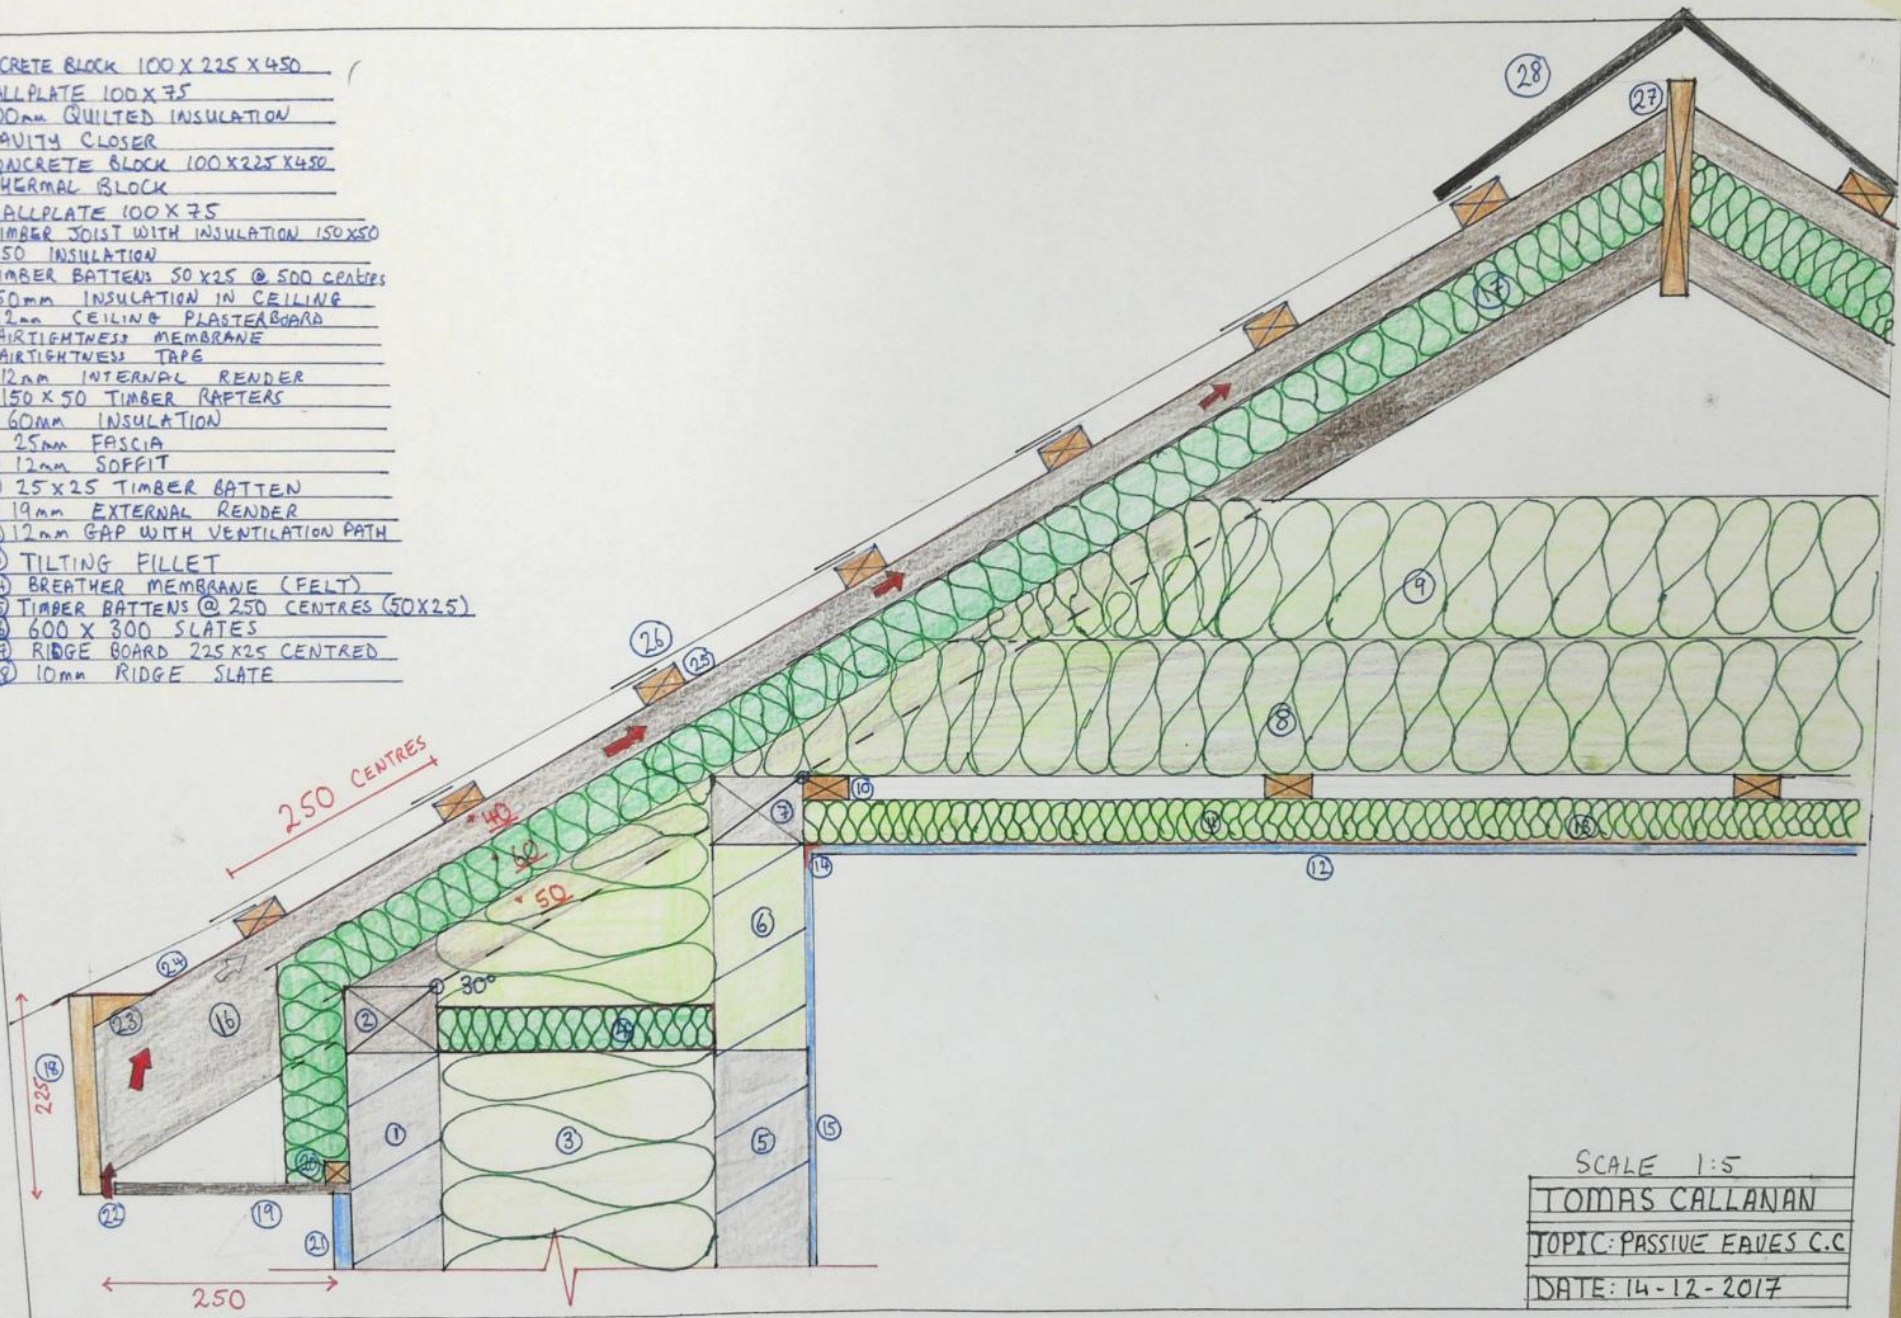 CRETE BLOCK 100 X 225 X 450
ALLPLATE 100 X 75
00mm QUILTED INSULATION
AVITY CLOSER
ONCRETE BLOCK 100 X 225 X 450
HERMAL BLOCK
ALLPLATE 100 X 75
IMBER JOIST WITH INSULATION 150 X 50
50 INSULATION
IMBER BATTENS 50 X 25 @ 500 centres
50mm INSULATION IN CEILING
2mm CEILING PLASTERBOARD
AIRTIGHTNESS MEMBRANE
AIRTIGHTNESS TAPE
12mm INTERNAL RENDER
150 X 50 TIMBER RAFTERS
60mm INSULATION
25mm FASCIA
12mm SOFFIT
25 X 25 TIMBER BATTEN
19mm EXTERNAL RENDER
12mm GAP WITH VENTILATION PATH
TILTING FILLET
BREATHER MEMBRANE (FELT)
TIMBER BATTENS @ 250 CENTRES (50X25)
600 X 300 SLATES
RIDGE BOARD 225 X 25 CENTRED
10mm RIDGE SLATE
28
27
17
9
26
25
8
250 CENTRES
40
7
10
11
13
60
14
12
50
6
24
30°
23
16
2
4
18
225
1
3
5
15
20
22
19
21
250
SCALE 1:5
TOMAS CALLANAN
TOPIC: PASSIVE EAVES C.C
DATE: 14-12-2017